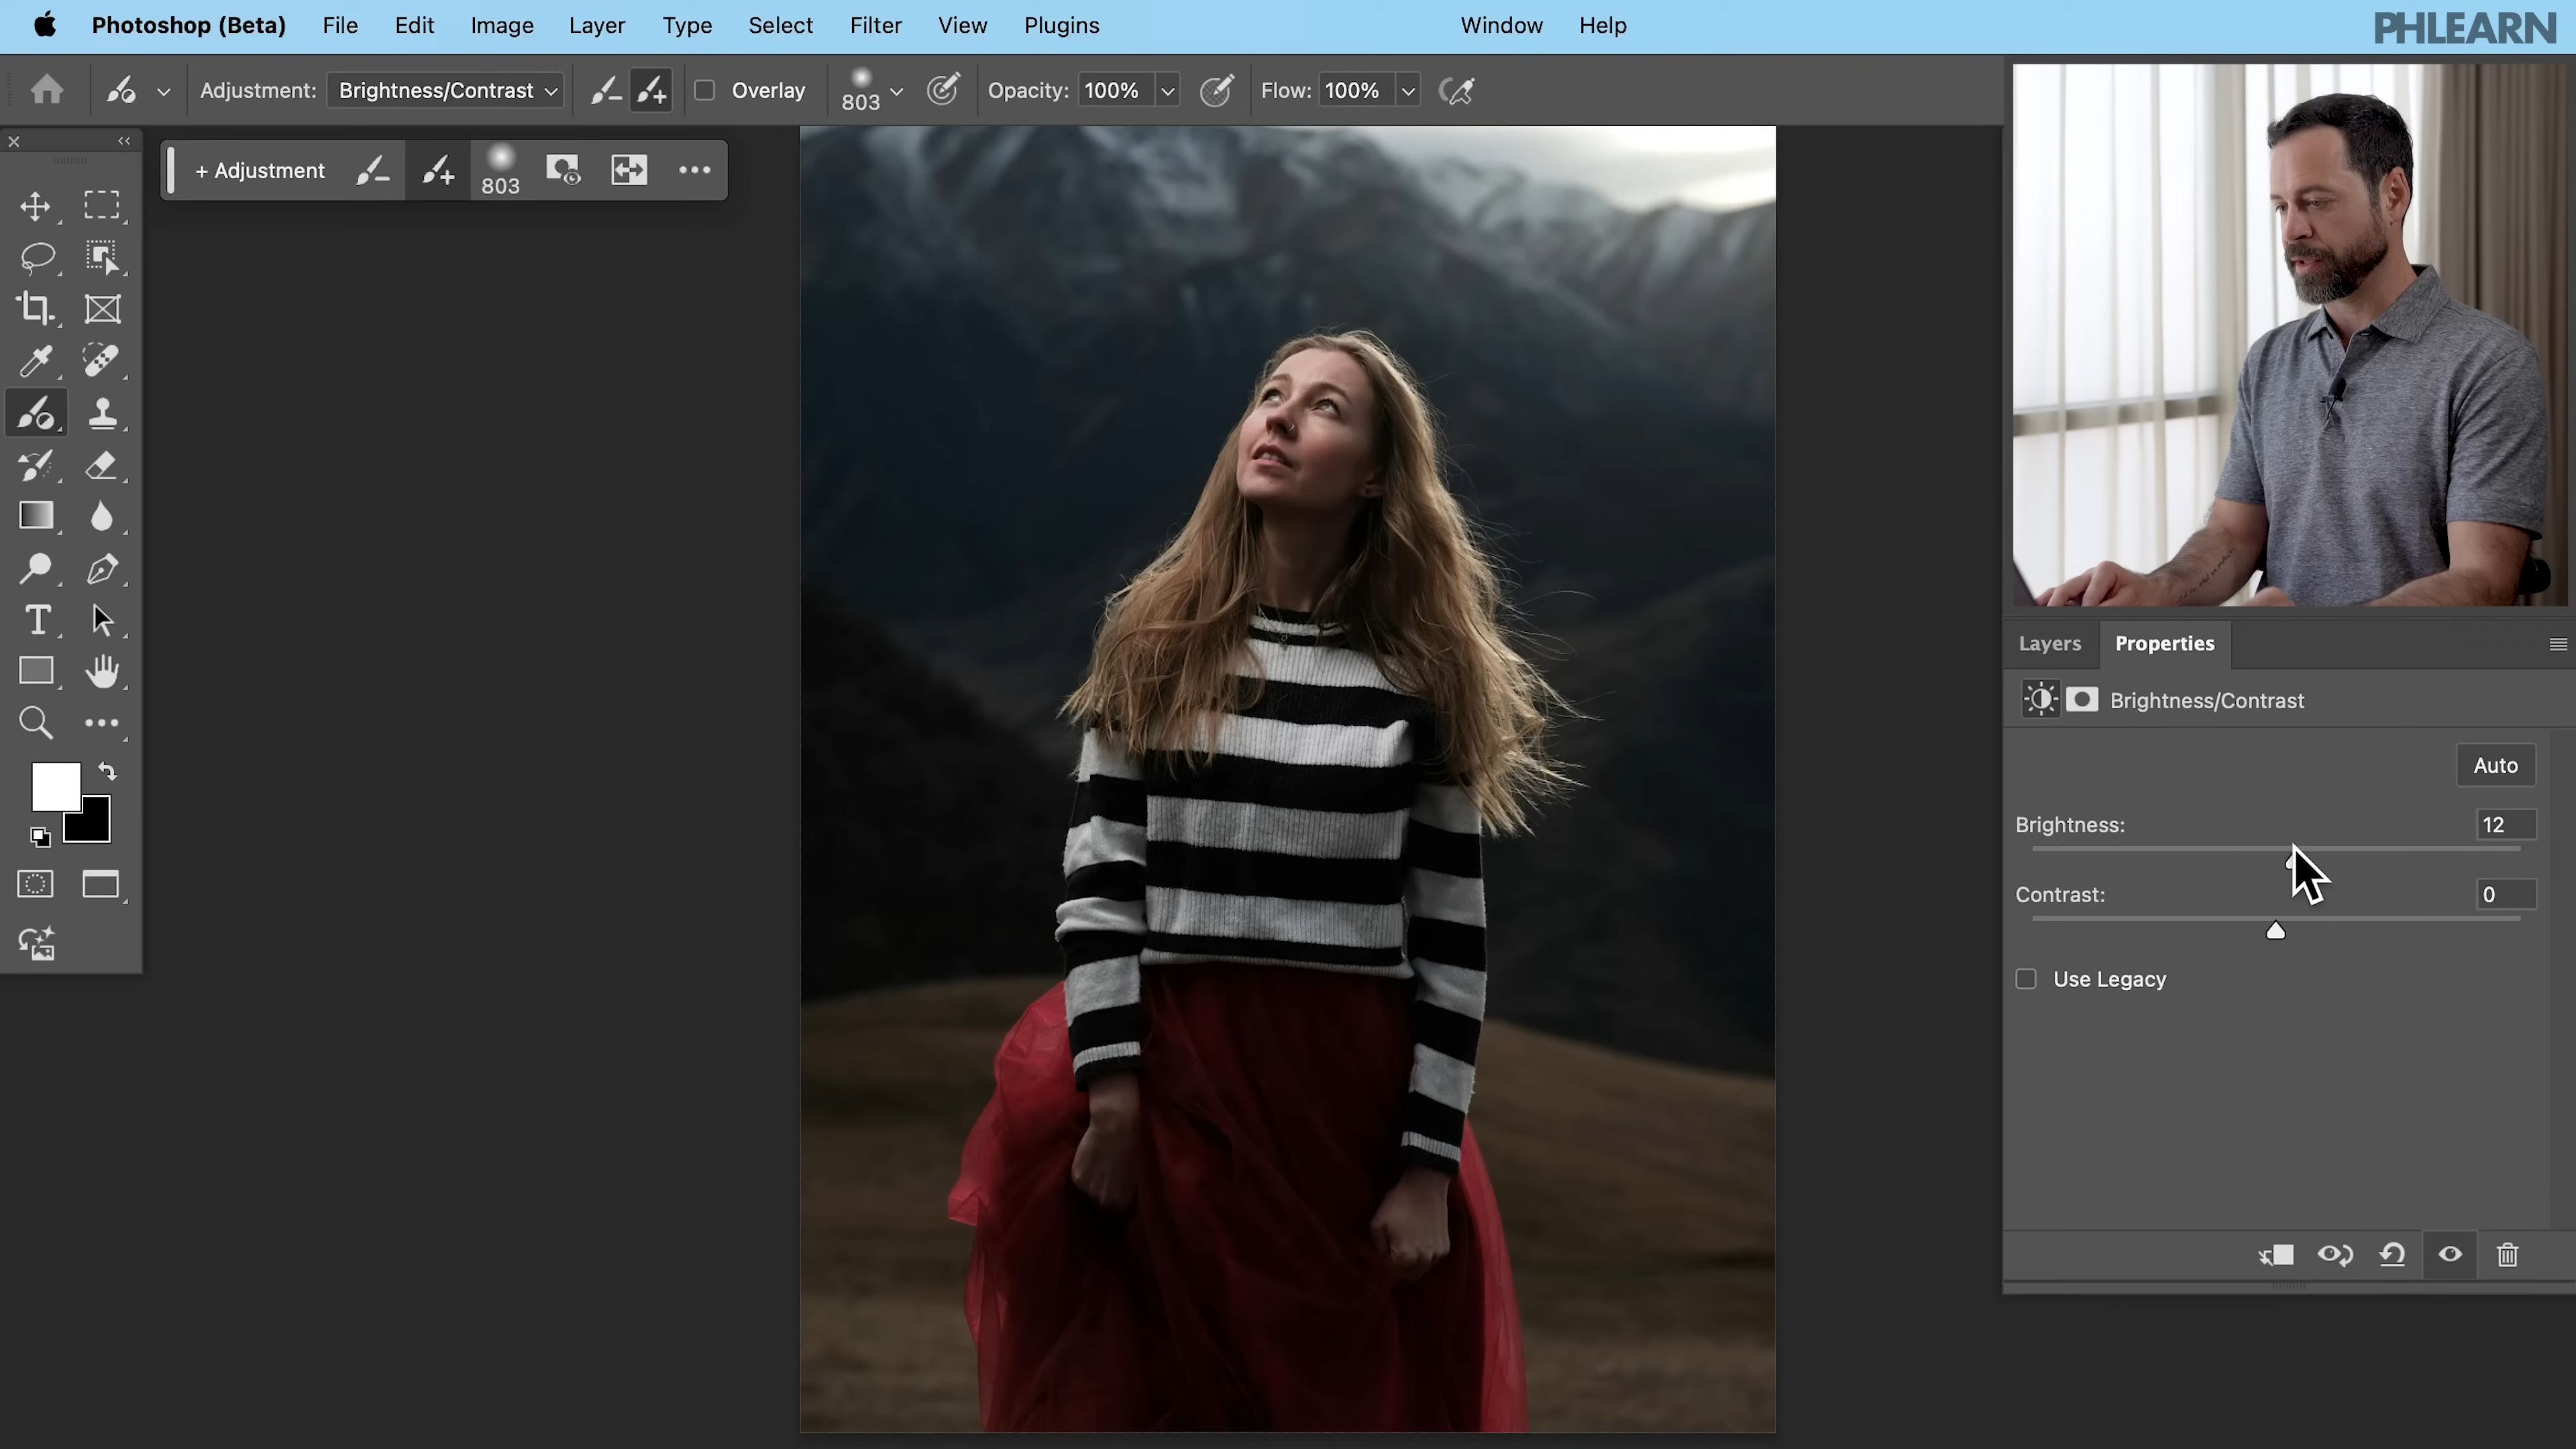 Photoshop (Beta) File Edit Image Layer Type Select Filter View Plugins Window Help
PHLEARN
Adjustment: Brightness/Contrast Overlay 803 Opacity: 100% Flow: 100%
+ Adjustment 803
Layers Properties
Brightness/Contrast
Auto
Brightness: 12
Contrast: 0
Use Legacy